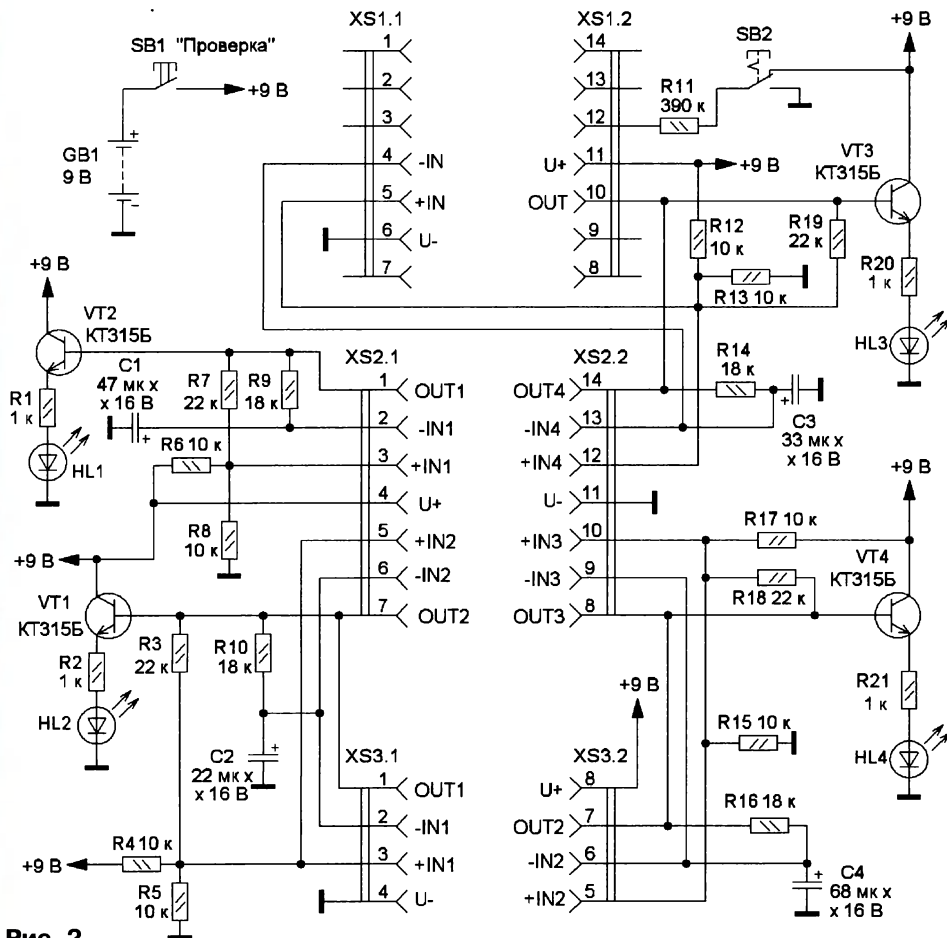 XS1.1
XS1.2
SB1 "Проверка"
+9 В
GB1
9 В
+
−
1
2
3
4 -IN
5 +IN
6 U-
7
14
13
12
U+ 11
OUT 10
9
8
SB2
+9 В
R11
390 к
+9 В
VT3
КТ315Б
R12
10 к
R19
22 к
R13 10 к
R20
1 к
HL3
+9 В
VT2
КТ315Б
C1
47 мк х
х 16 В
+
R1
1 к
HL1
R7
22 к
R9
18 к
R6 10 к
R8
10 к
XS2.1
1 OUT1
2 -IN1
3 +IN1
4 U+
5 +IN2
6 -IN2
7 OUT2
XS2.2
OUT4 14
-IN4 13
+IN4 12
U- 11
+IN3 10
-IN3 9
OUT3 8
R14
18 к
+
C3
33 мк х
х 16 В
+9 В
R17 10 к
VT4
КТ315Б
R18 22 к
R21
1 к
HL4
+9 В
VT1
КТ315Б
R2
1 к
HL2
R3
22 к
R10
18 к
+
C2
22 мк х
х 16 В
+9 В
R4 10 к
R5
10 к
XS3.1
1 OUT1
2 -IN1
3 +IN1
4 U-
+9 В
XS3.2
U+ 8
OUT2 7
-IN2 6
+IN2 5
R15 10 к
R16 18 к
+
C4
68 мк х
х 16 В
Рис. 2